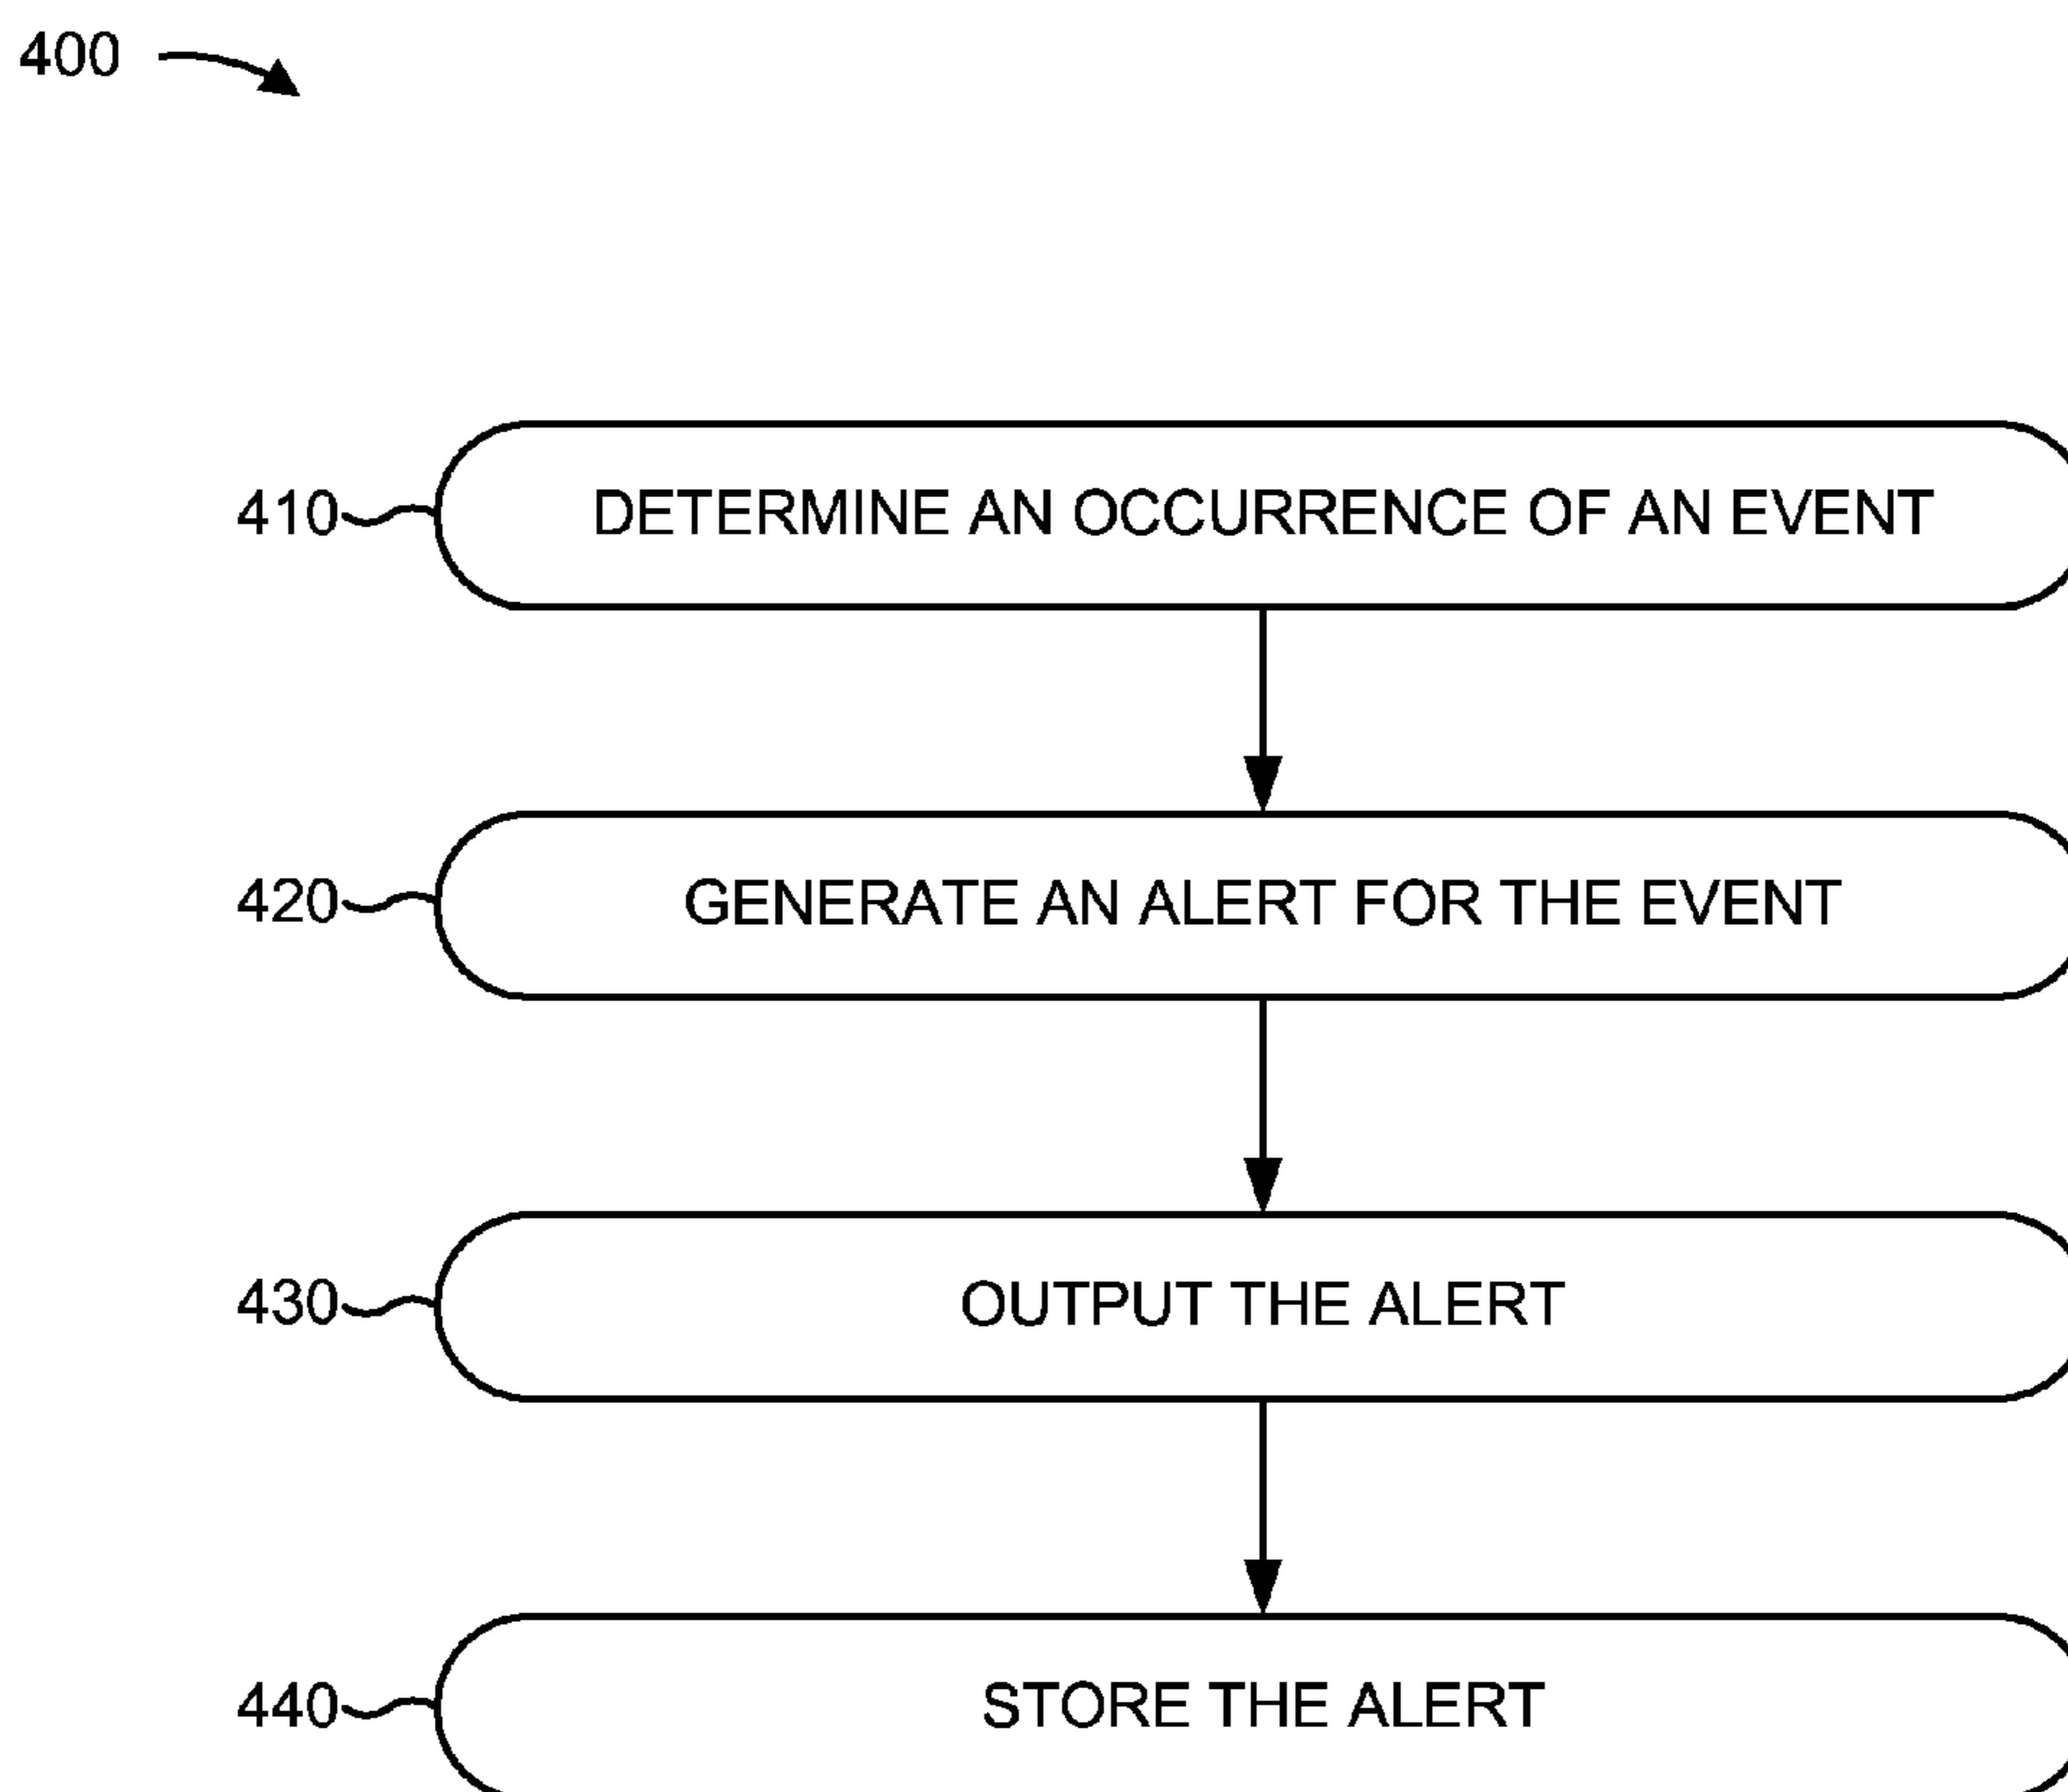 400
410 DETERMINE AN OCCURRENCE OF AN EVENT
420 GENERATE AN ALERT FOR THE EVENT
430 OUTPUT THE ALERT
440 STORE THE ALERT